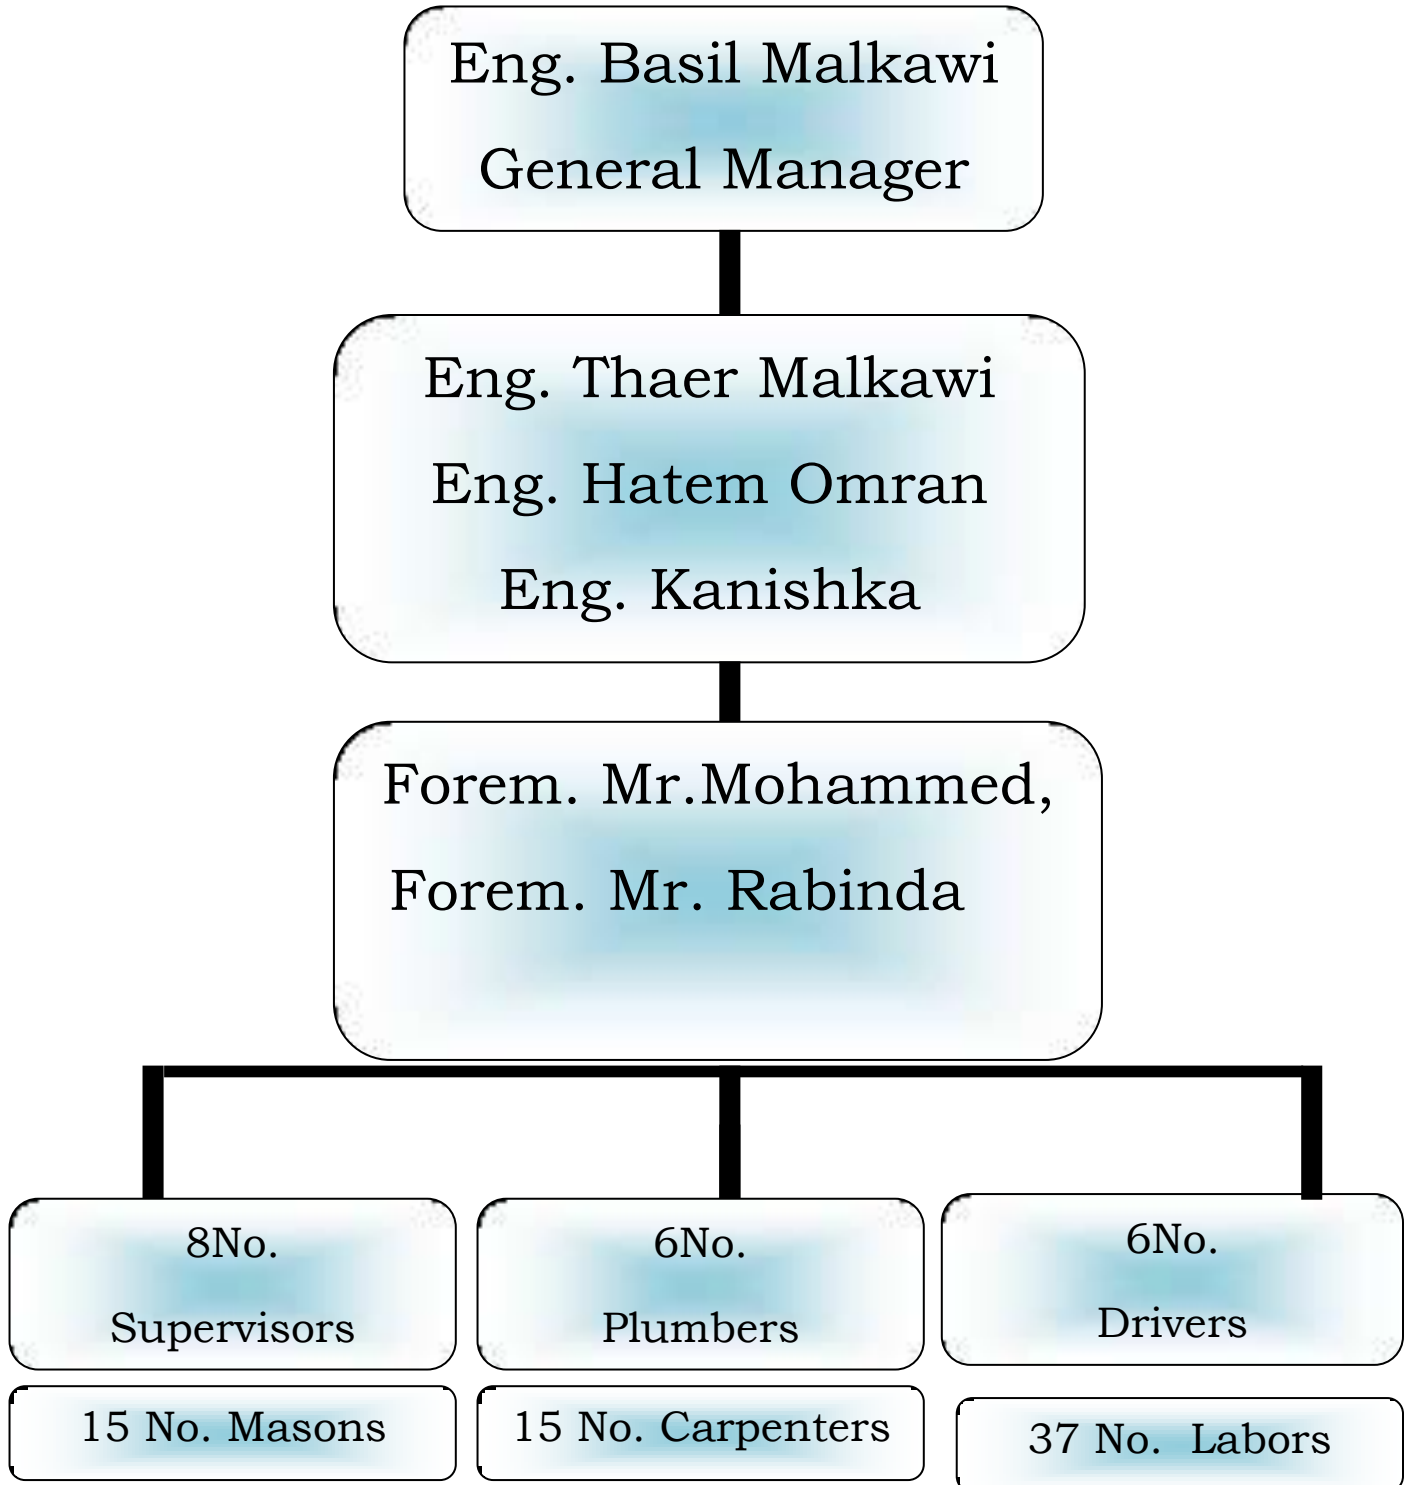 Eng. Basil Malkawi
General Manager
Eng. Thaer Malkawi
Eng. Hatem Omran
Eng. Kanishka
Forem. Mr.Mohammed,
Forem. Mr. Rabinda
8No.
Supervisors
6No.
Plumbers
6No.
Drivers
15 No. Masons
15 No. Carpenters
37 No. Labors